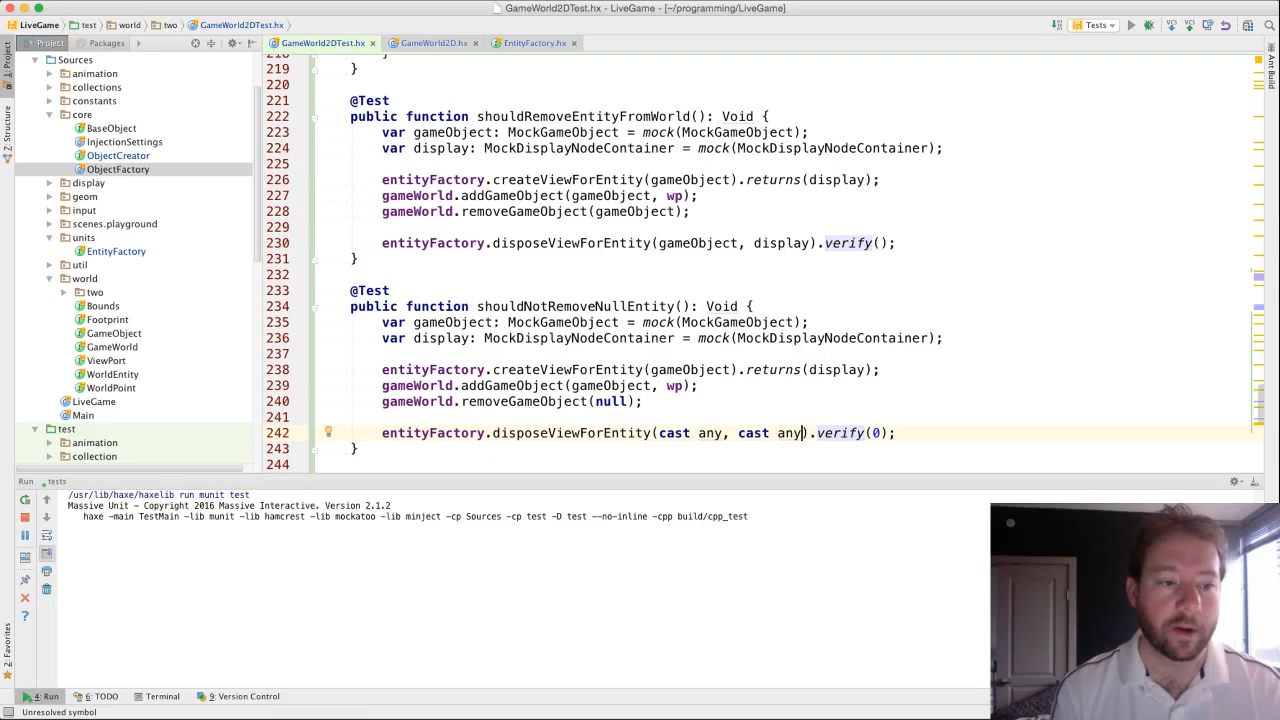 GameWorld2DTest.hx - LiveGame - [~/programming/LiveGame]
LiveGame test world two GameWorld2DTest.hx Tests
Project Packages GameWorld2DTest.hx GameWorld2D.hx EntityFactory.hx
1: Project
Structure
2: Favorites
Ant Build
Sources
animation
collections
constants
core
BaseObject
InjectionSettings
ObjectCreator
ObjectFactory
display
geom
input
scenes.playground
units
EntityFactory
util
world
two
Bounds
Footprint
GameObject
GameWorld
ViewPort
WorldEntity
WorldPoint
LiveGame
Main
test
animation
collection
219 }
220
221 @Test
222 public function shouldRemoveEntityFromWorld(): Void {
223 var gameObject: MockGameObject = mock(MockGameObject);
224 var display: MockDisplayNodeContainer = mock(MockDisplayNodeContainer);
225
226 entityFactory.createViewForEntity(gameObject).returns(display);
227 gameWorld.addGameObject(gameObject, wp);
228 gameWorld.removeGameObject(gameObject);
229
230 entityFactory.disposeViewForEntity(gameObject, display).verify();
231 }
232
233 @Test
234 public function shouldNotRemoveNullEntity(): Void {
235 var gameObject: MockGameObject = mock(MockGameObject);
236 var display: MockDisplayNodeContainer = mock(MockDisplayNodeContainer);
237
238 entityFactory.createViewForEntity(gameObject).returns(display);
239 gameWorld.addGameObject(gameObject, wp);
240 gameWorld.removeGameObject(null);
241
242 entityFactory.disposeViewForEntity(cast any, cast any).verify(0);
243 }
244
Run tests
/usr/lib/haxe/haxelib run munit test
Massive Unit - Copyright 2016 Massive Interactive. Version 2.1.2
haxe -main TestMain -lib munit -lib hamcrest -lib mockatoo -lib minject -cp Sources -cp test -D test --no-inline -cpp build/cpp_test
4: Run 6: TODO Terminal 9: Version Control
Unresolved symbol